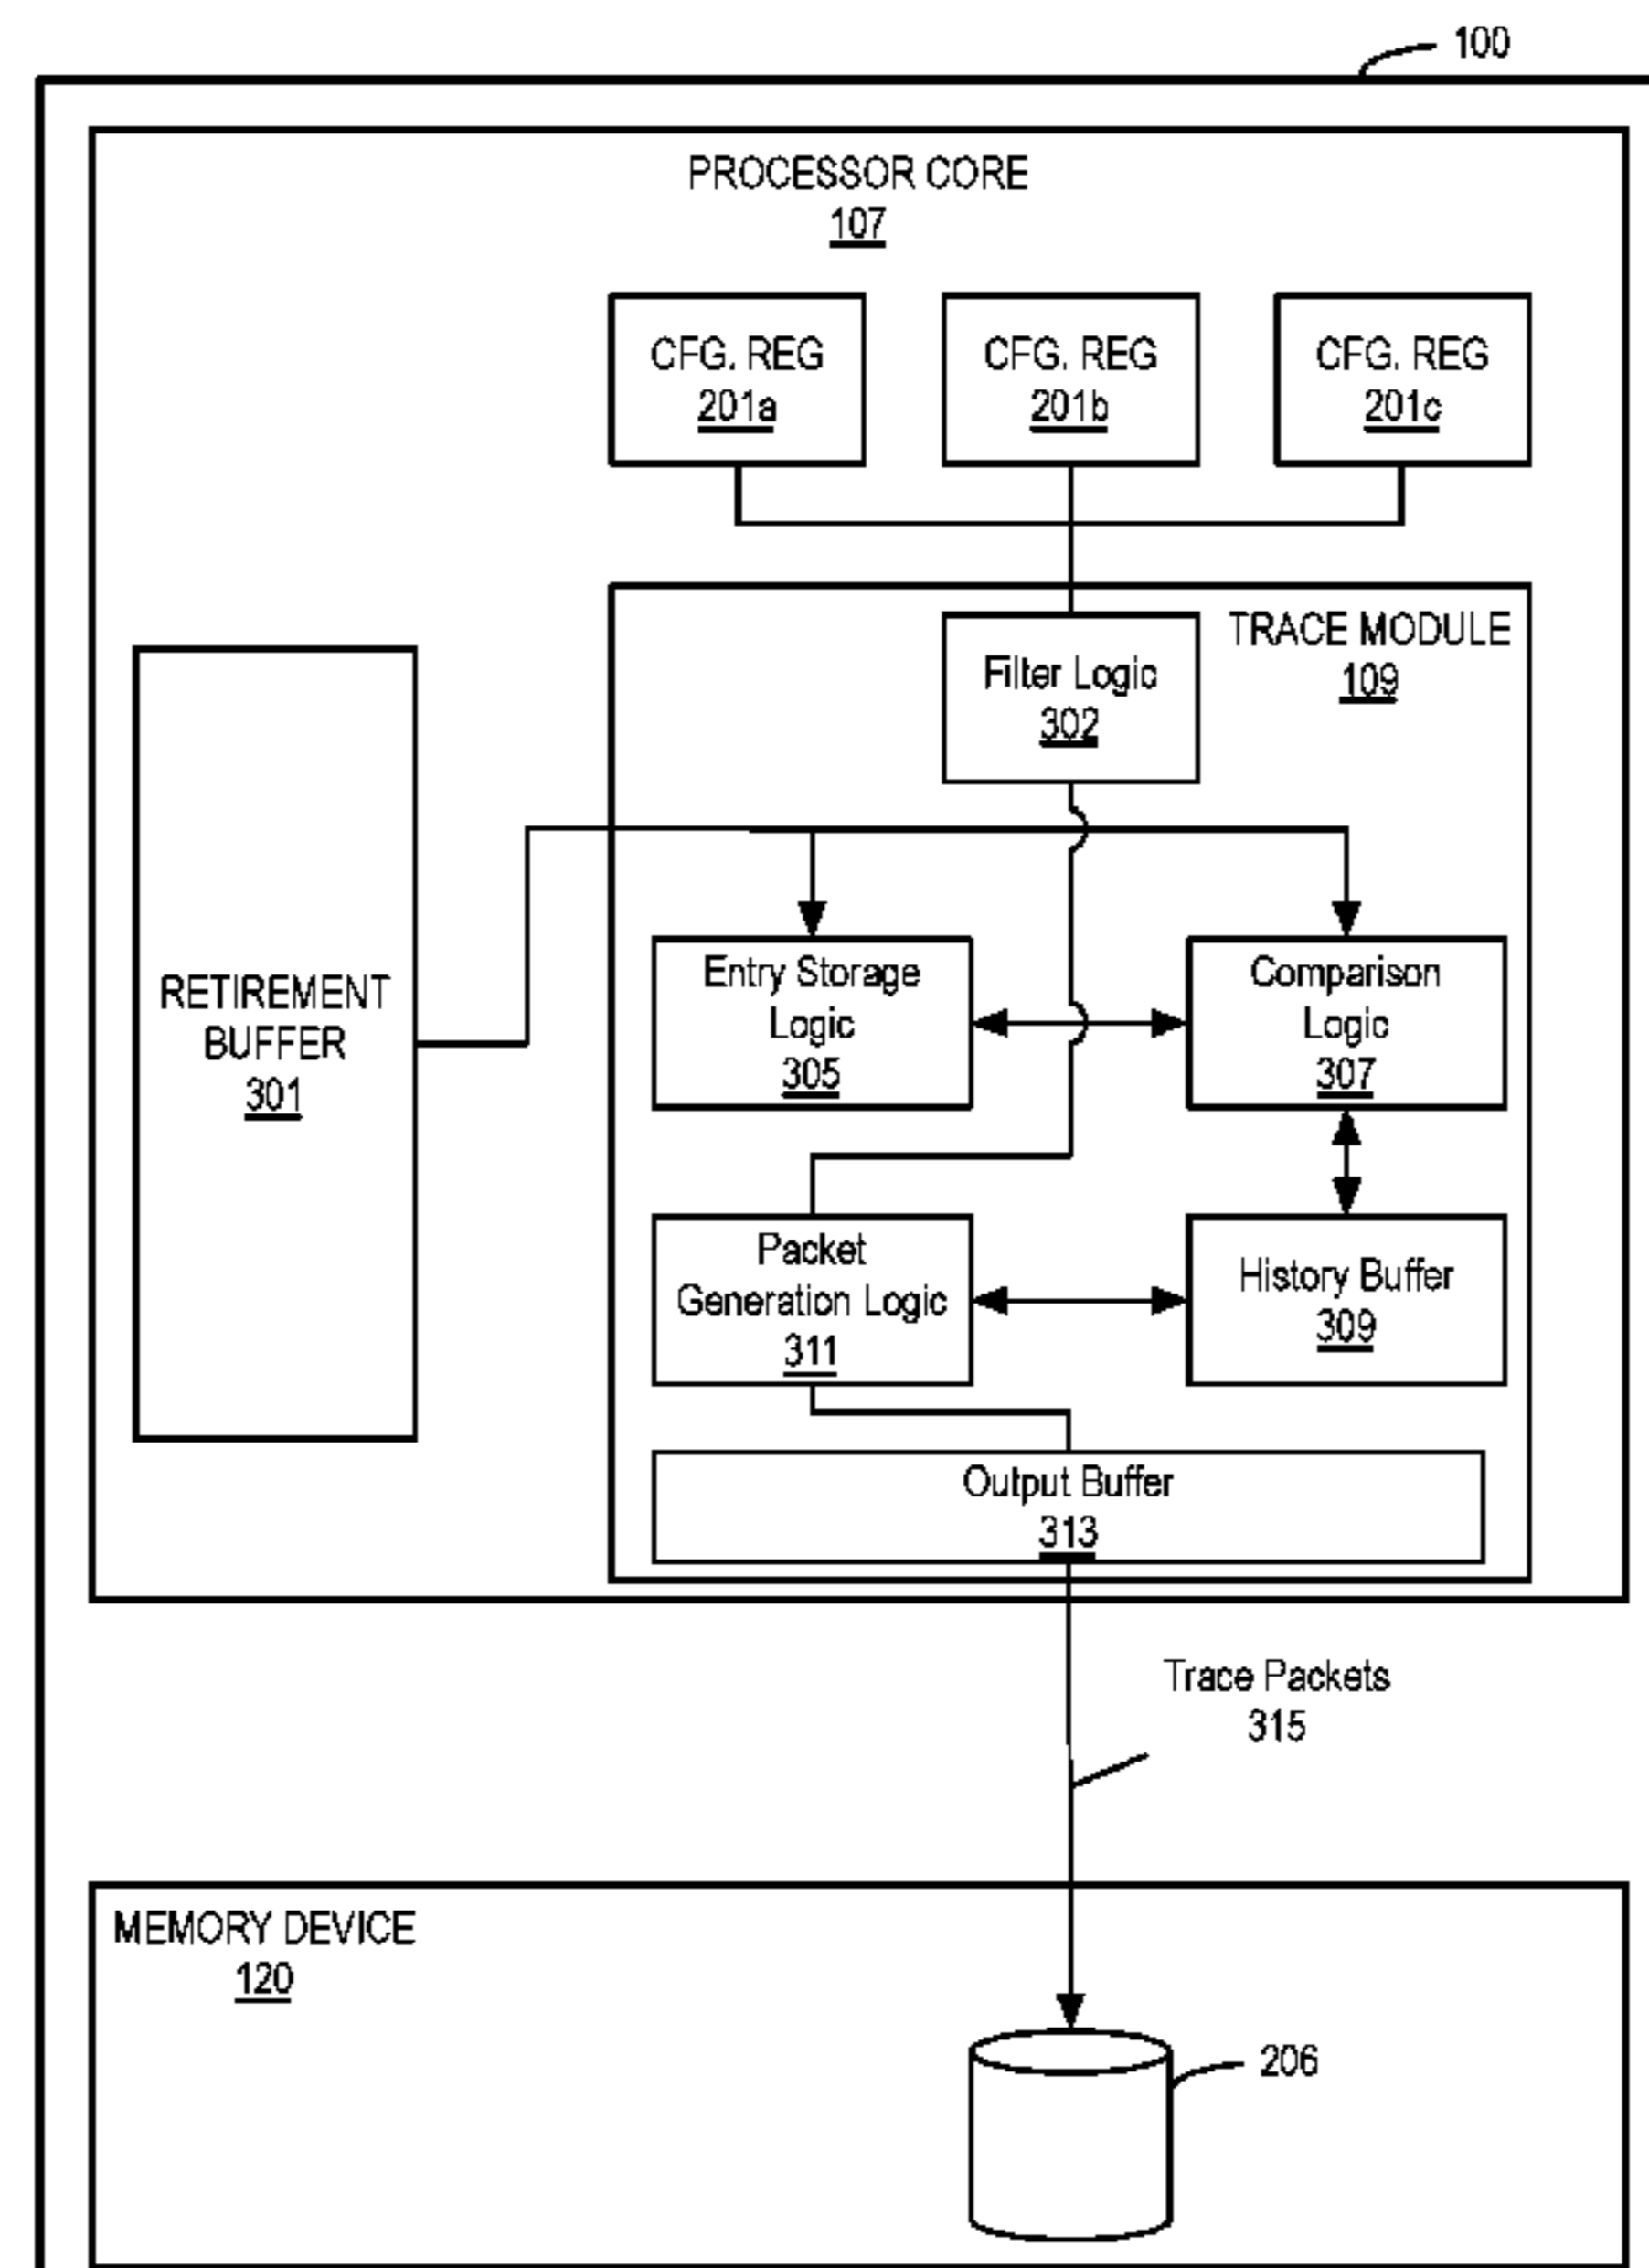 100
PROCESSOR CORE
107
CFG. REG
201a
CFG. REG
201b
CFG. REG
201c
TRACE MODULE
109
Filter Logic
302
RETIREMENT
BUFFER
301
Entry Storage
Logic
305
Comparison
Logic
307
Packet
Generation Logic
311
History Buffer
309
Output Buffer
313
Trace Packets
315
MEMORY DEVICE
120
206